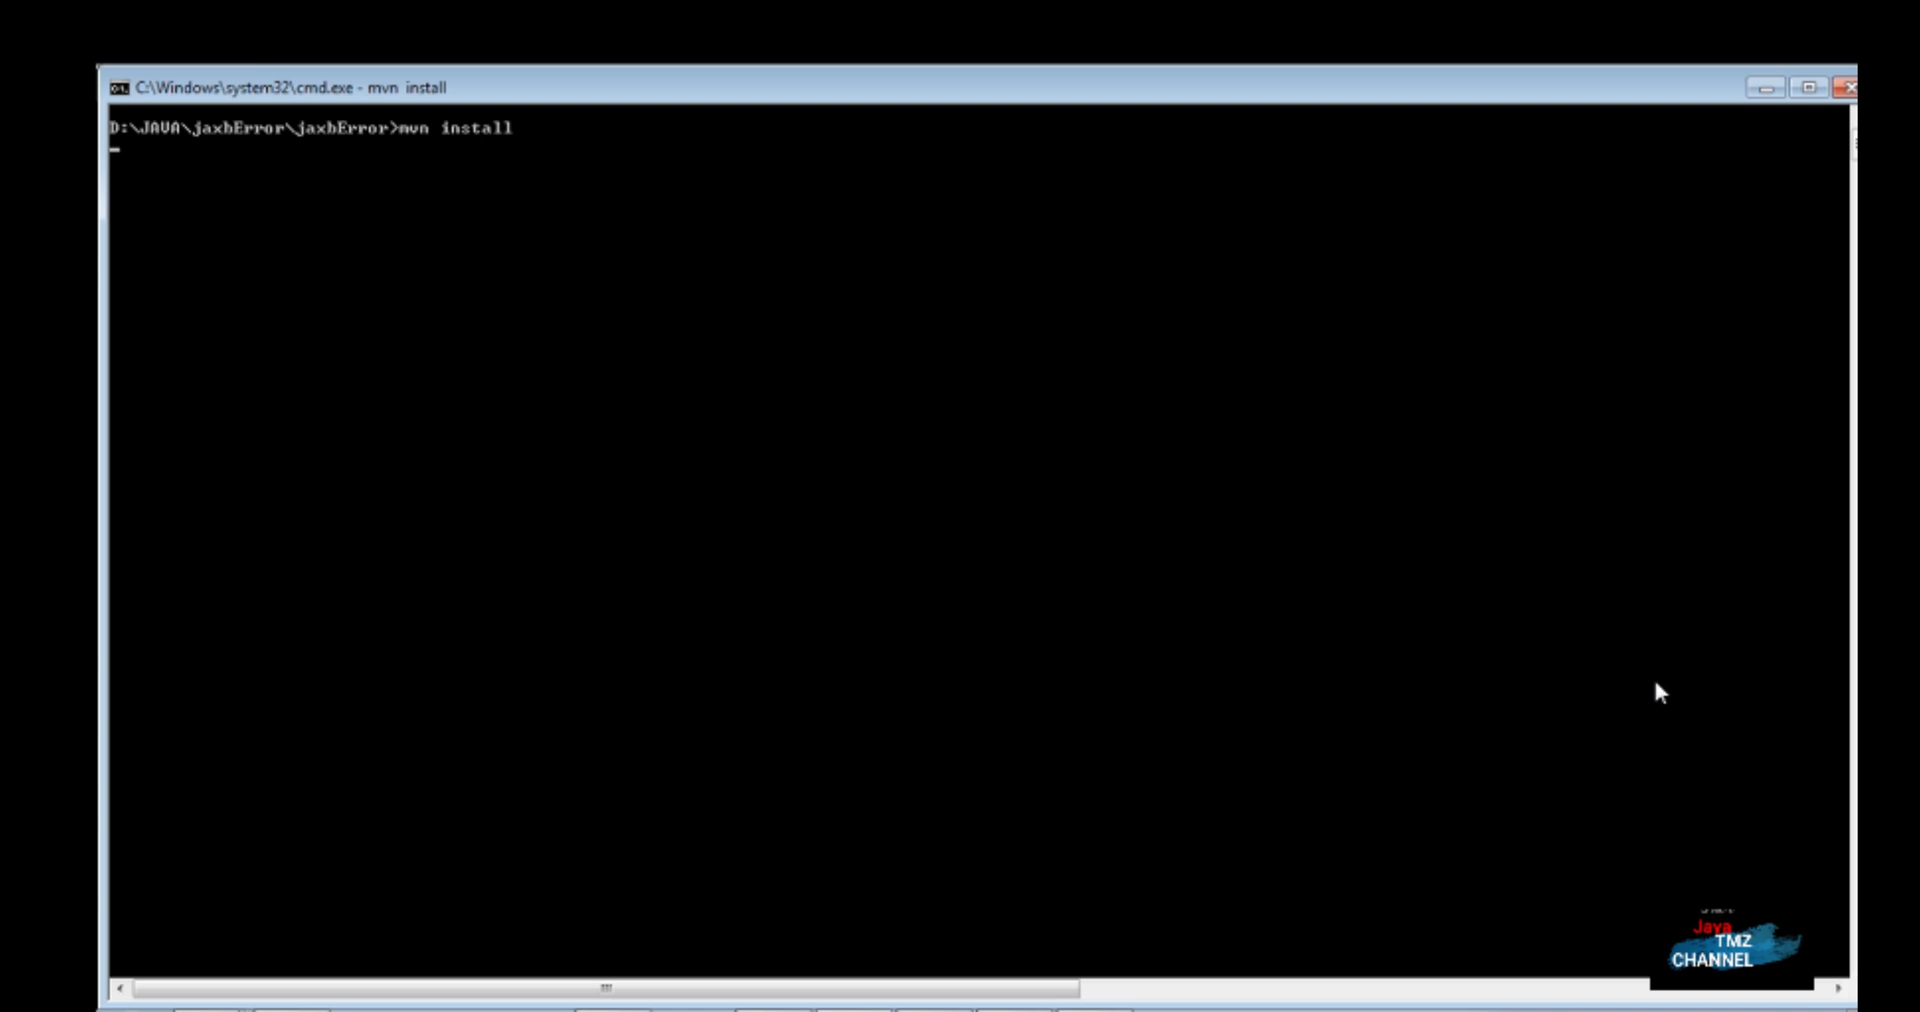 C:\Windows\system32\cmd.exe - mvn install
D:\JAVA\jaxbError\jaxbError>mvn install
Java
TMZ
CHANNEL